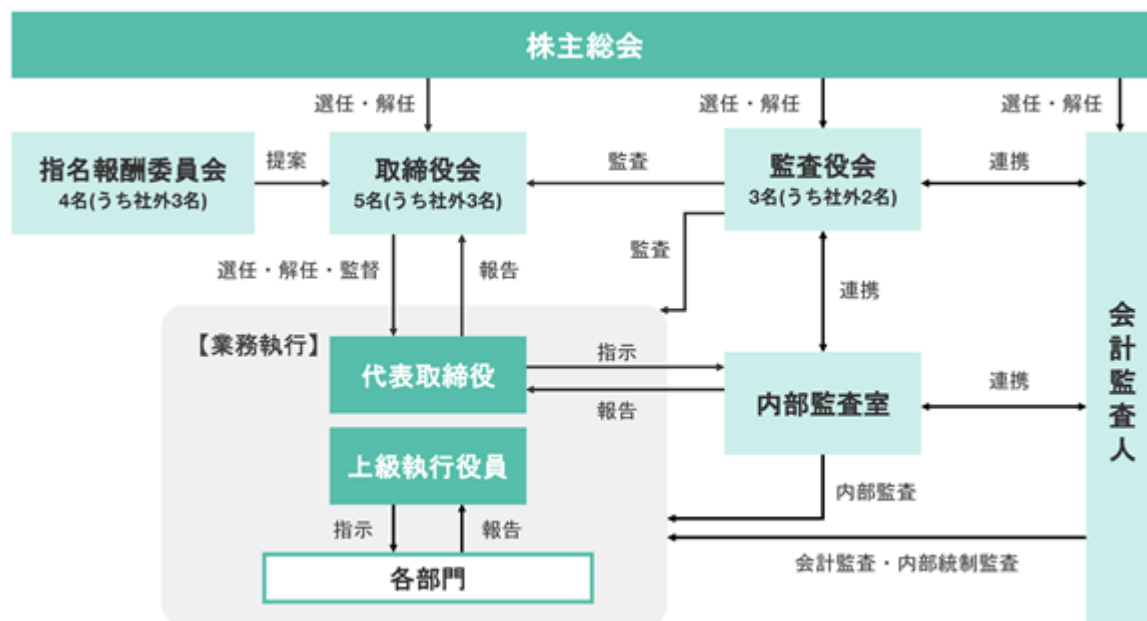 株主総会
選任・解任
選任・解任
選任・解任
指名報酬委員会
4名(うち社外3名)
提案
取締役会
5名(うち社外3名)
監査
監査役会
3名(うち社外2名)
連携
選任・解任・監督
報告
監査
連携
【業務執行】
代表取締役
指示
報告
内部監査室
連携
会計監査人
上級執行役員
内部監査
指示
報告
各部門
会計監査・内部統制監査